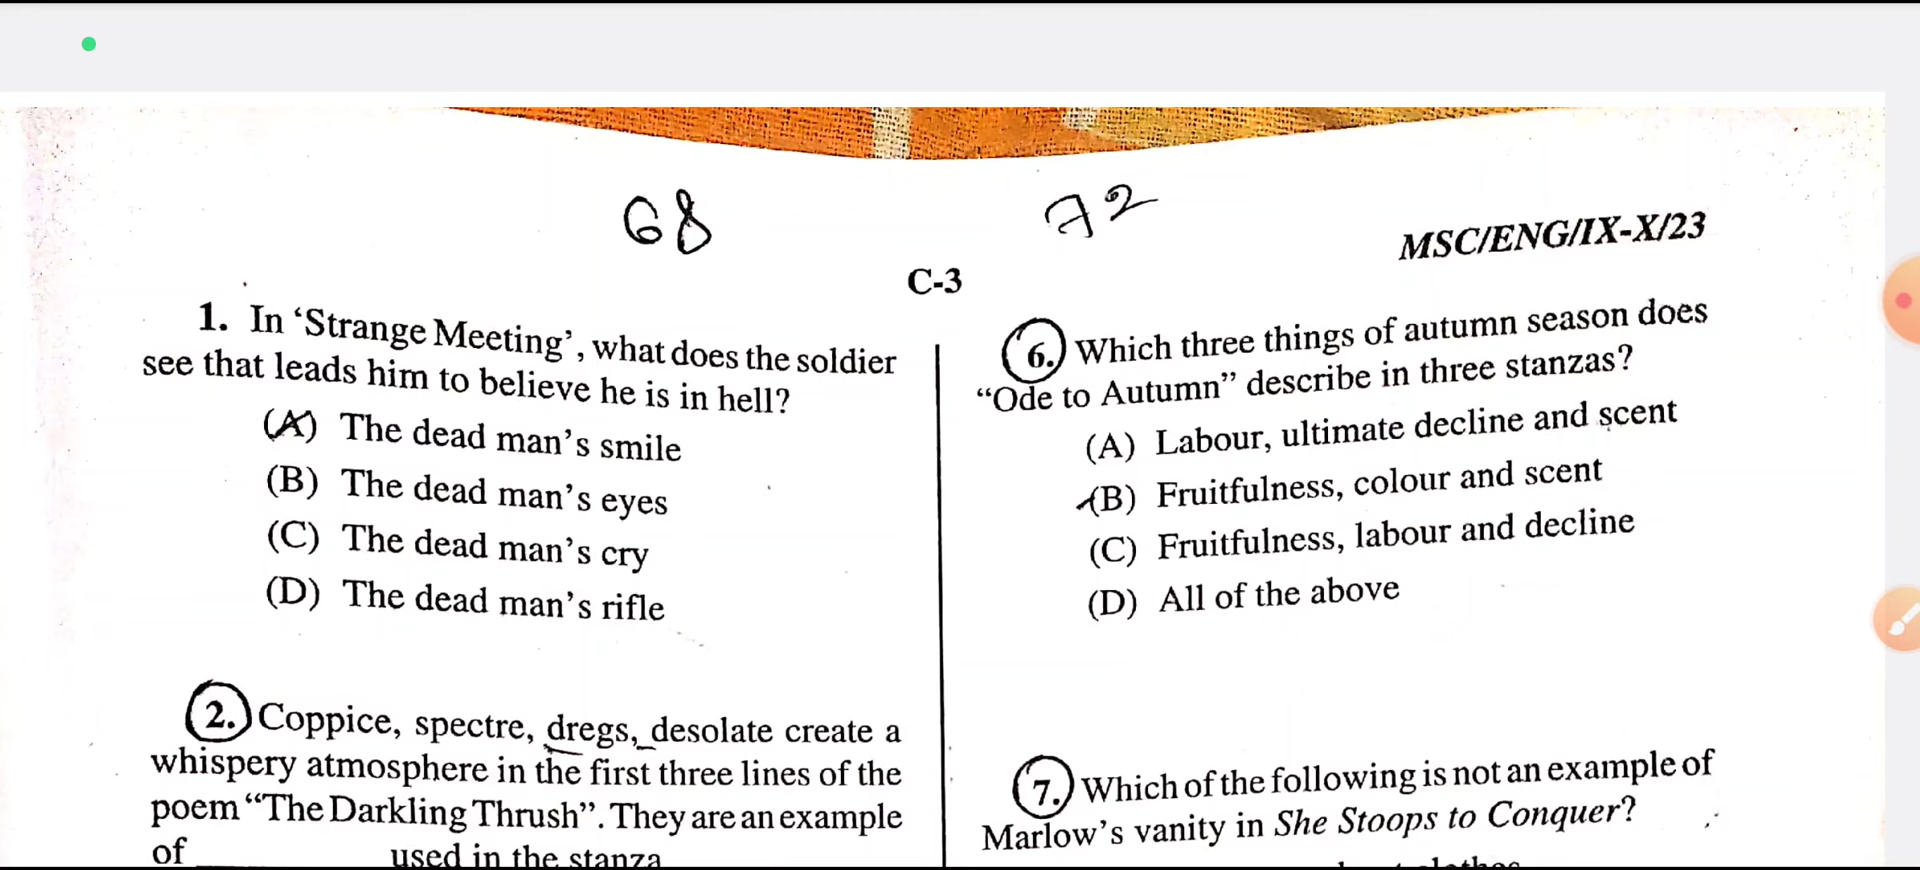 68
72
MSC/ENG/IX-X/23
C-3
1. In ‘Strange Meeting’, what does the soldier
see that leads him to believe he is in hell?
(A) The dead man’s smile
(B) The dead man’s eyes
(C) The dead man’s cry
(D) The dead man’s rifle
2. Coppice, spectre, dregs, desolate create a
whispery atmosphere in the first three lines of the
poem “The Darkling Thrush”. They are an example
of ________ used in the stanza
6. Which three things of autumn season does
“Ode to Autumn” describe in three stanzas?
(A) Labour, ultimate decline and scent
(B) Fruitfulness, colour and scent
(C) Fruitfulness, labour and decline
(D) All of the above
7. Which of the following is not an example of
Marlow’s vanity in She Stoops to Conquer?